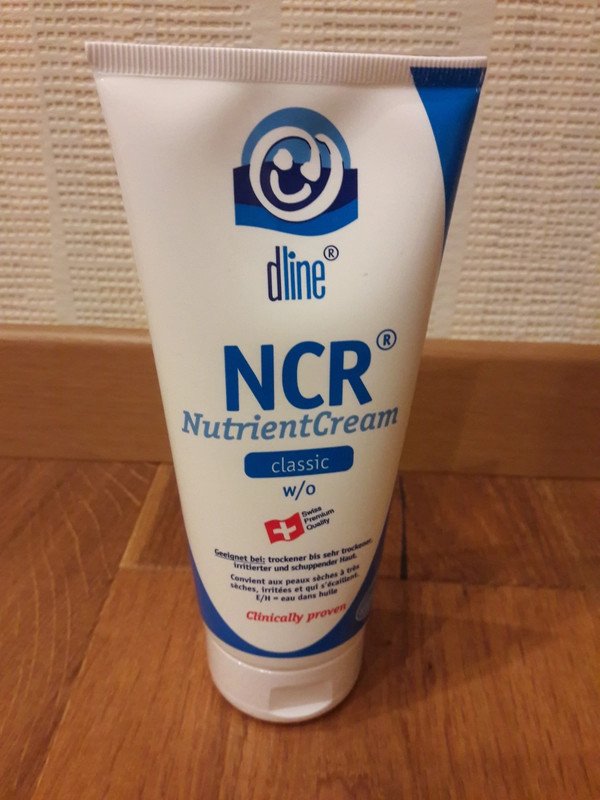 dline®
NCR®
NutrientCream
classic
w/o
Swiss
Premium
Quality
Geeignet bei: trockener bis sehr trockener,
irritierter und schuppender Haut.
Convient aux peaux sèches à très
sèches, irritées et qui s'écaillent.
E/H = eau dans huile
Clinically proven